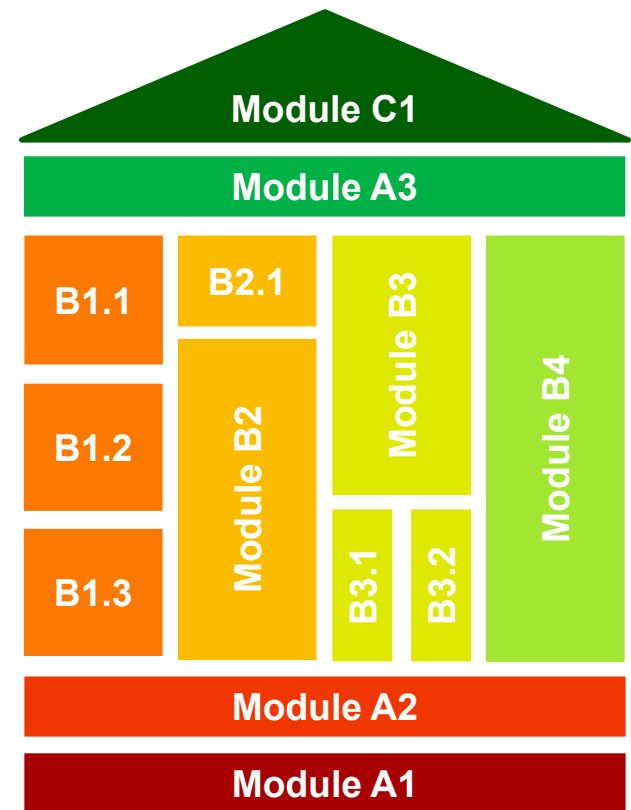 Module C1
Module A3
B1.1
B1.2
B1.3
B2.1
Module B2
Module B3
B3.1
B3.2
Module B4
Module A2
Module A1